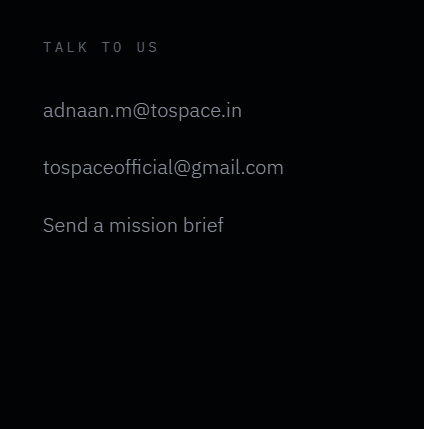 TALK TO US
adnaan.m@tospace.in
tospaceofficial@gmail.com
Send a mission brief